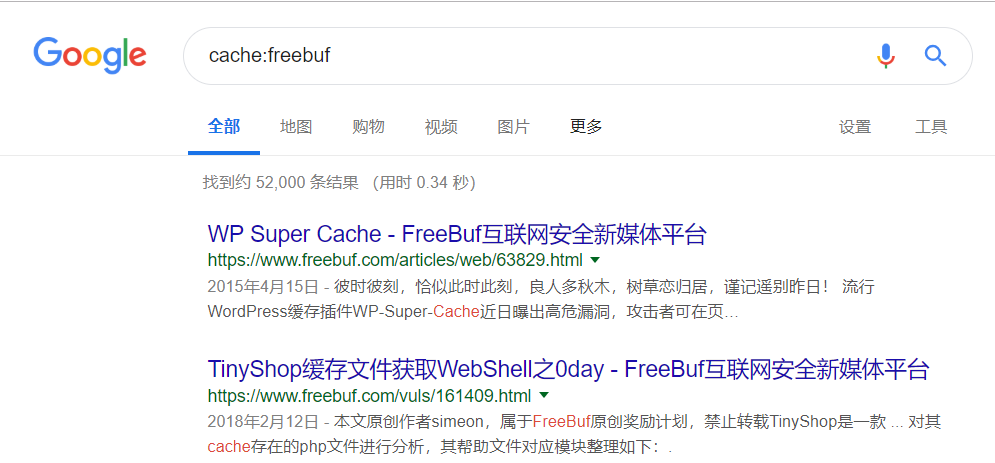 Google
cache:freebuf
全部 地图 购物 视频 图片 更多 设置 工具
找到约 52,000 条结果 （用时 0.34 秒）
WP Super Cache - FreeBuf互联网安全新媒体平台
https://www.freebuf.com/articles/web/63829.html
2015年4月15日 - 彼时彼刻，恰似此时此刻，良人多秋木，树草恋归居，谨记遥别昨日！ 流行
WordPress缓存插件WP-Super-Cache近日曝出高危漏洞，攻击者可在页...
TinyShop缓存文件获取WebShell之0day - FreeBuf互联网安全新媒体平台
https://www.freebuf.com/vuls/161409.html
2018年2月12日 - 本文原创作者simeon，属于FreeBuf原创奖励计划，禁止转载TinyShop是一款 ... 对其
cache存在的php文件进行分析，其帮助文件对应模块整理如下：.